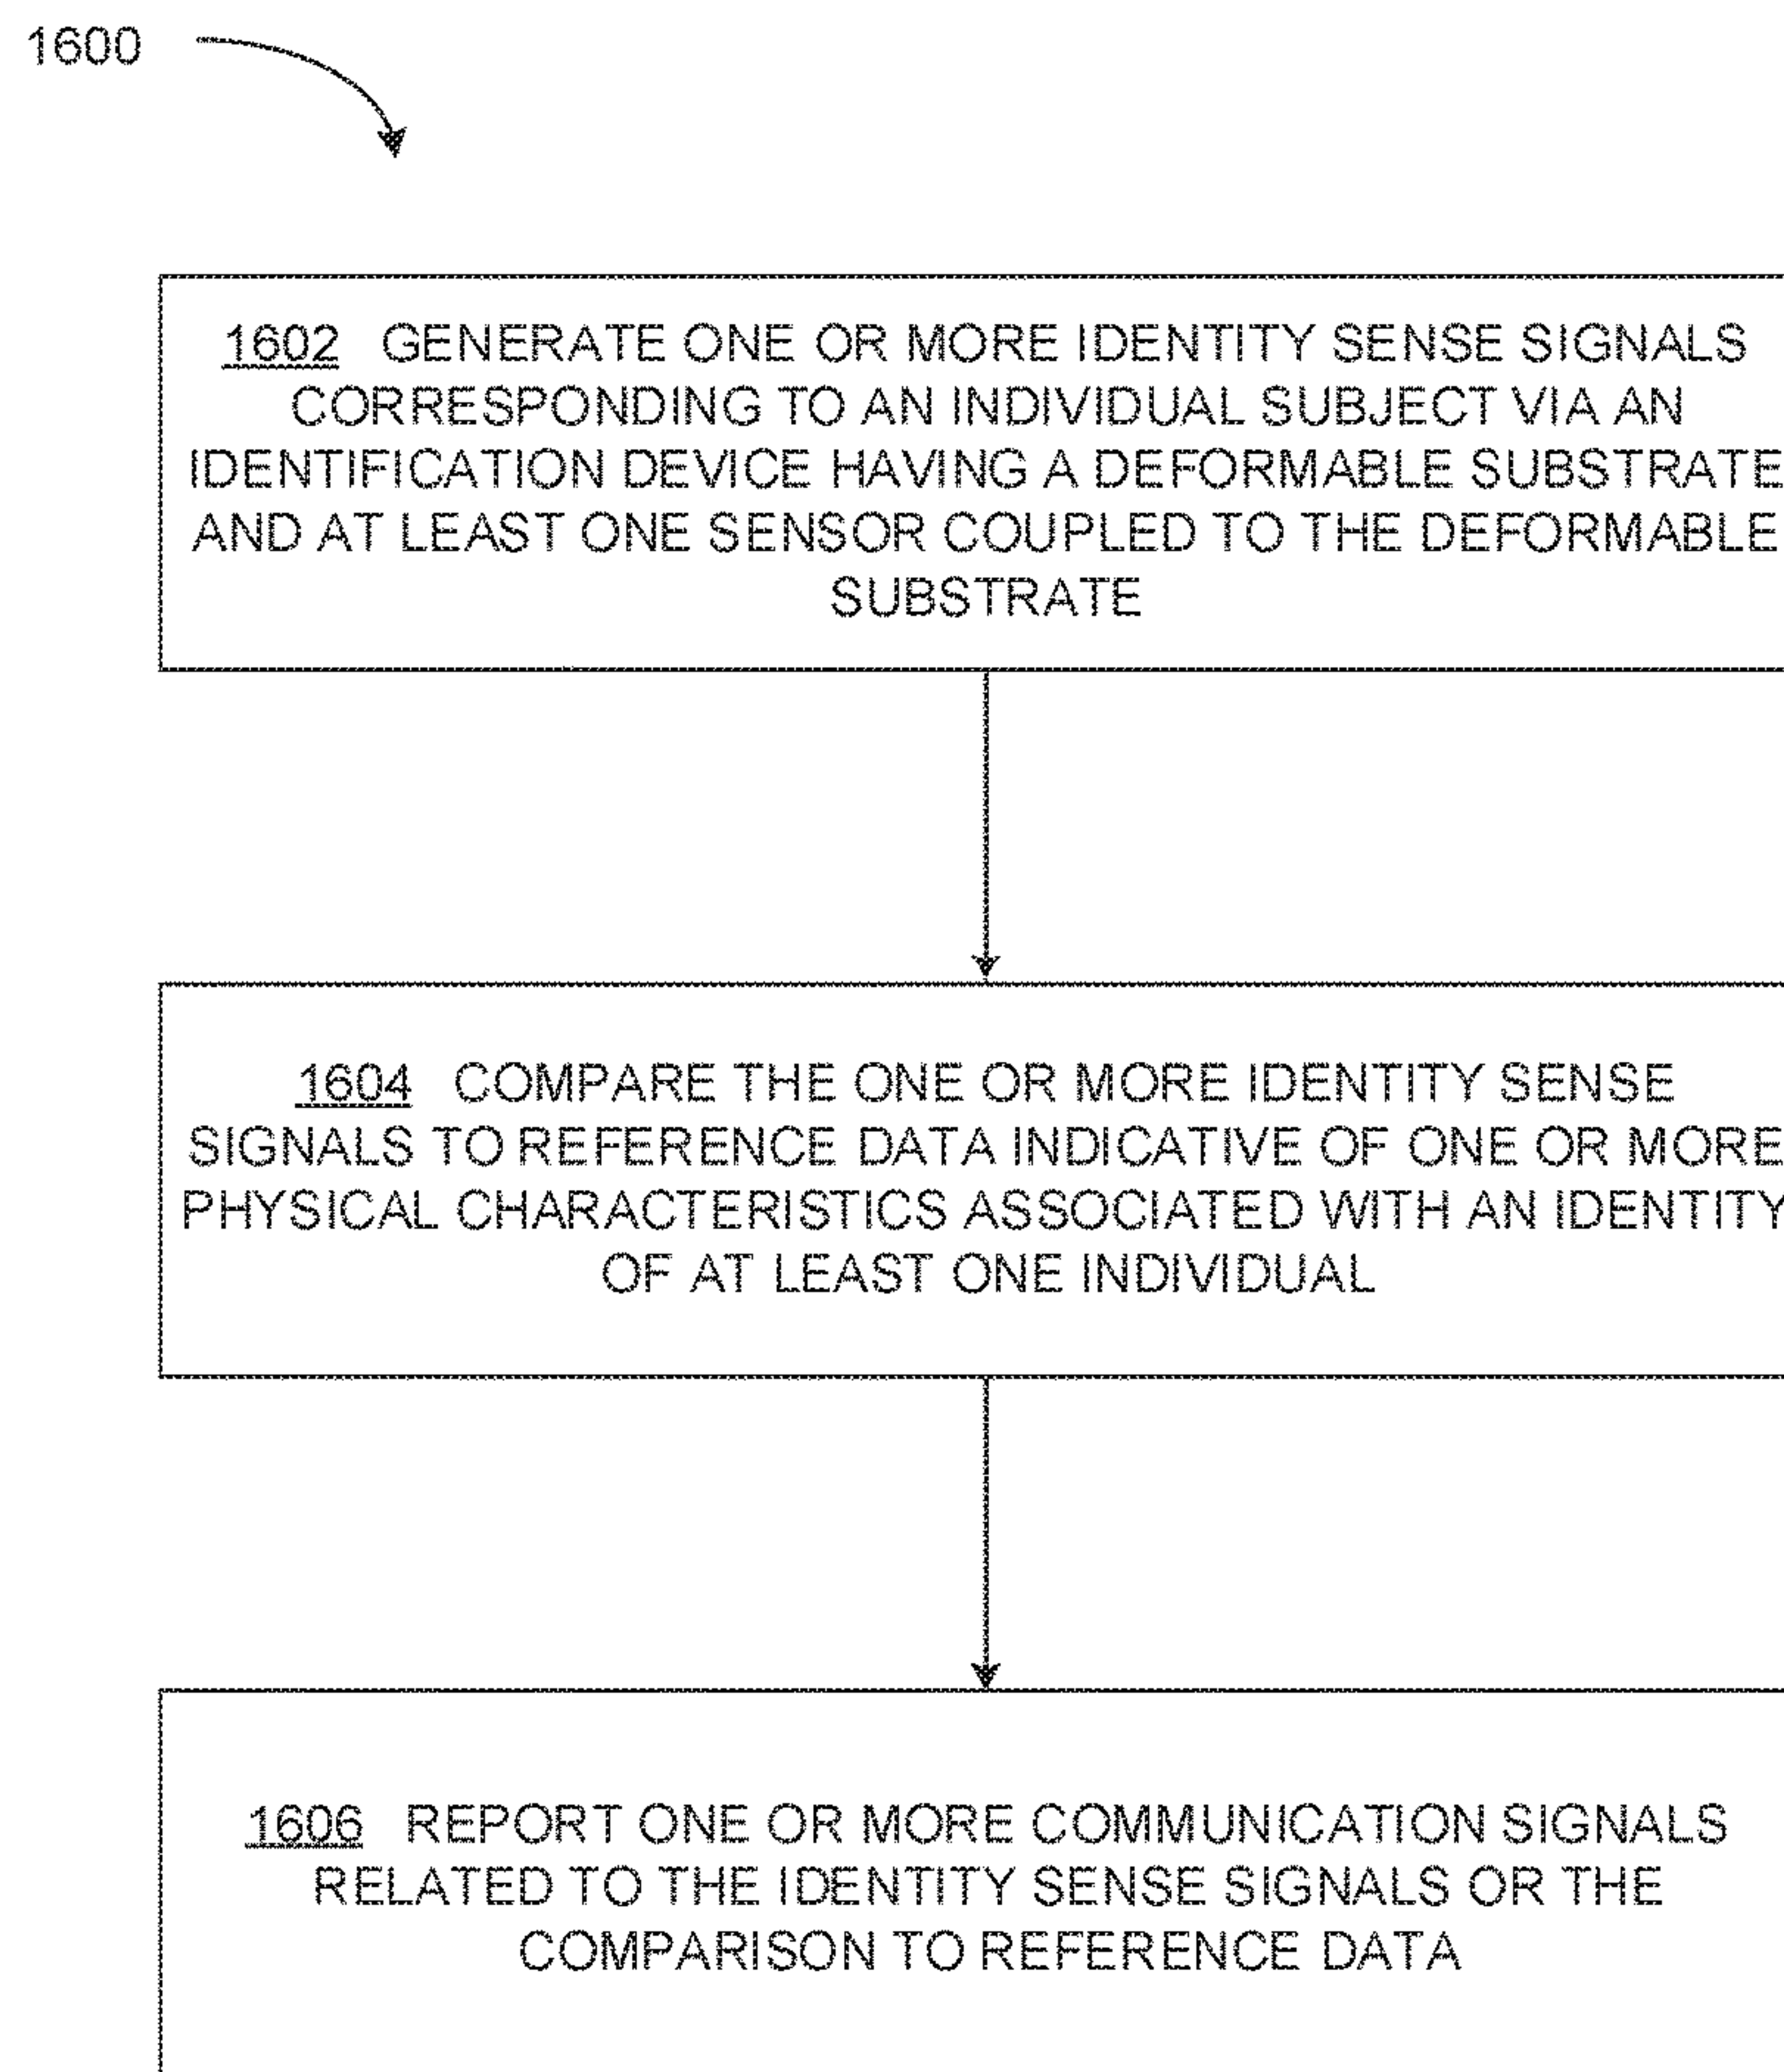 1600
1602 GENERATE ONE OR MORE IDENTITY SENSE SIGNALS
CORRESPONDING TO AN INDIVIDUAL SUBJECT VIA AN
IDENTIFICATION DEVICE HAVING A DEFORMABLE SUBSTRATE
AND AT LEAST ONE SENSOR COUPLED TO THE DEFORMABLE
SUBSTRATE
1604 COMPARE THE ONE OR MORE IDENTITY SENSE
SIGNALS TO REFERENCE DATA INDICATIVE OF ONE OR MORE
PHYSICAL CHARACTERISTICS ASSOCIATED WITH AN IDENTITY
OF AT LEAST ONE INDIVIDUAL
1606 REPORT ONE OR MORE COMMUNICATION SIGNALS
RELATED TO THE IDENTITY SENSE SIGNALS OR THE
COMPARISON TO REFERENCE DATA